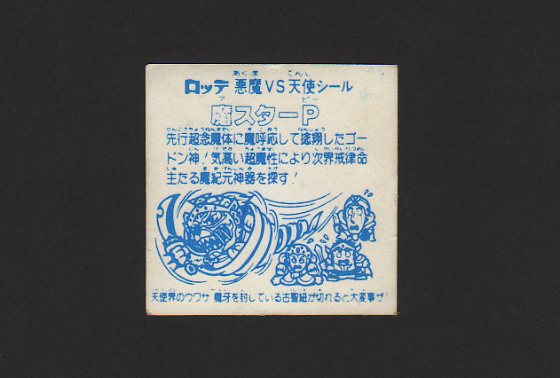 ロッテ 悪魔VS天使シール
魔スターP
先行超念魔体に魔呼応して捻翔したゴー
ドン神!気高い超魔性により次界戒律命
主たる魔紀元神器を探す!
天使界のウワサ 魔牙を封している古聖紐が切れると大変事ザ!